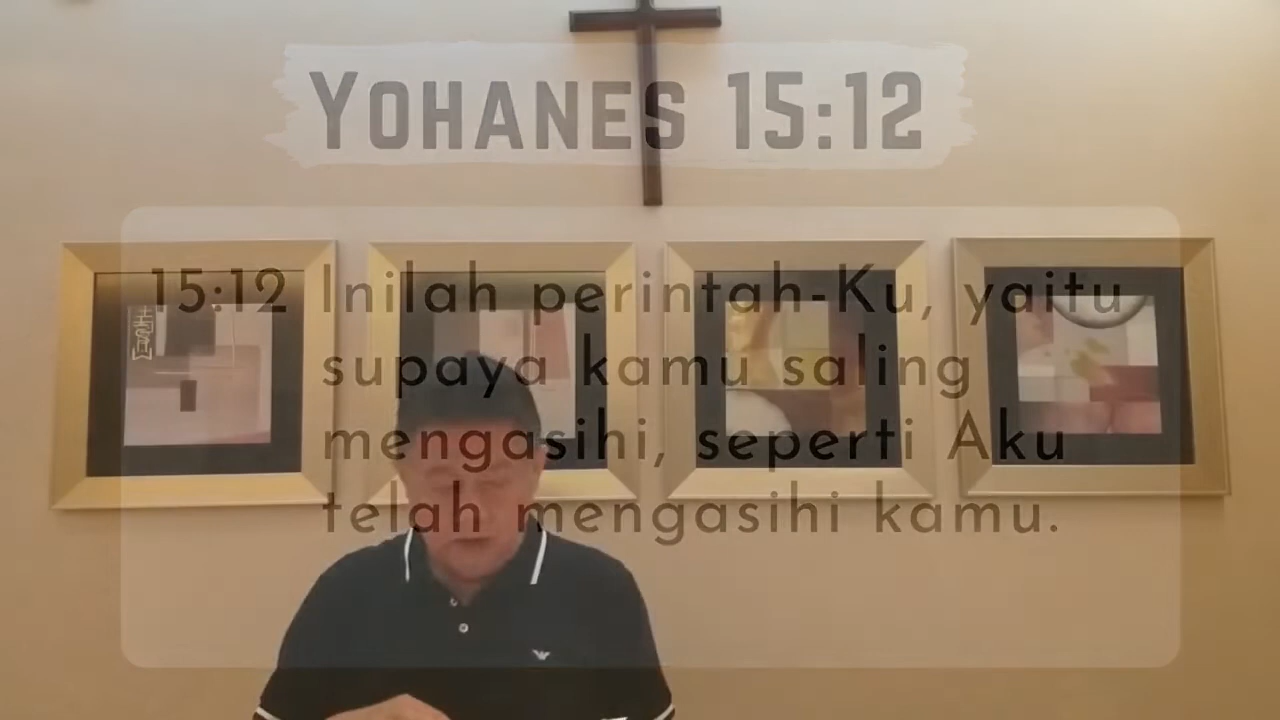 YOHANES 15:12
15:12 Inilah perintah-Ku, yaitu
supaya kamu saling
mengasihi, seperti Aku
telah mengasihi kamu.